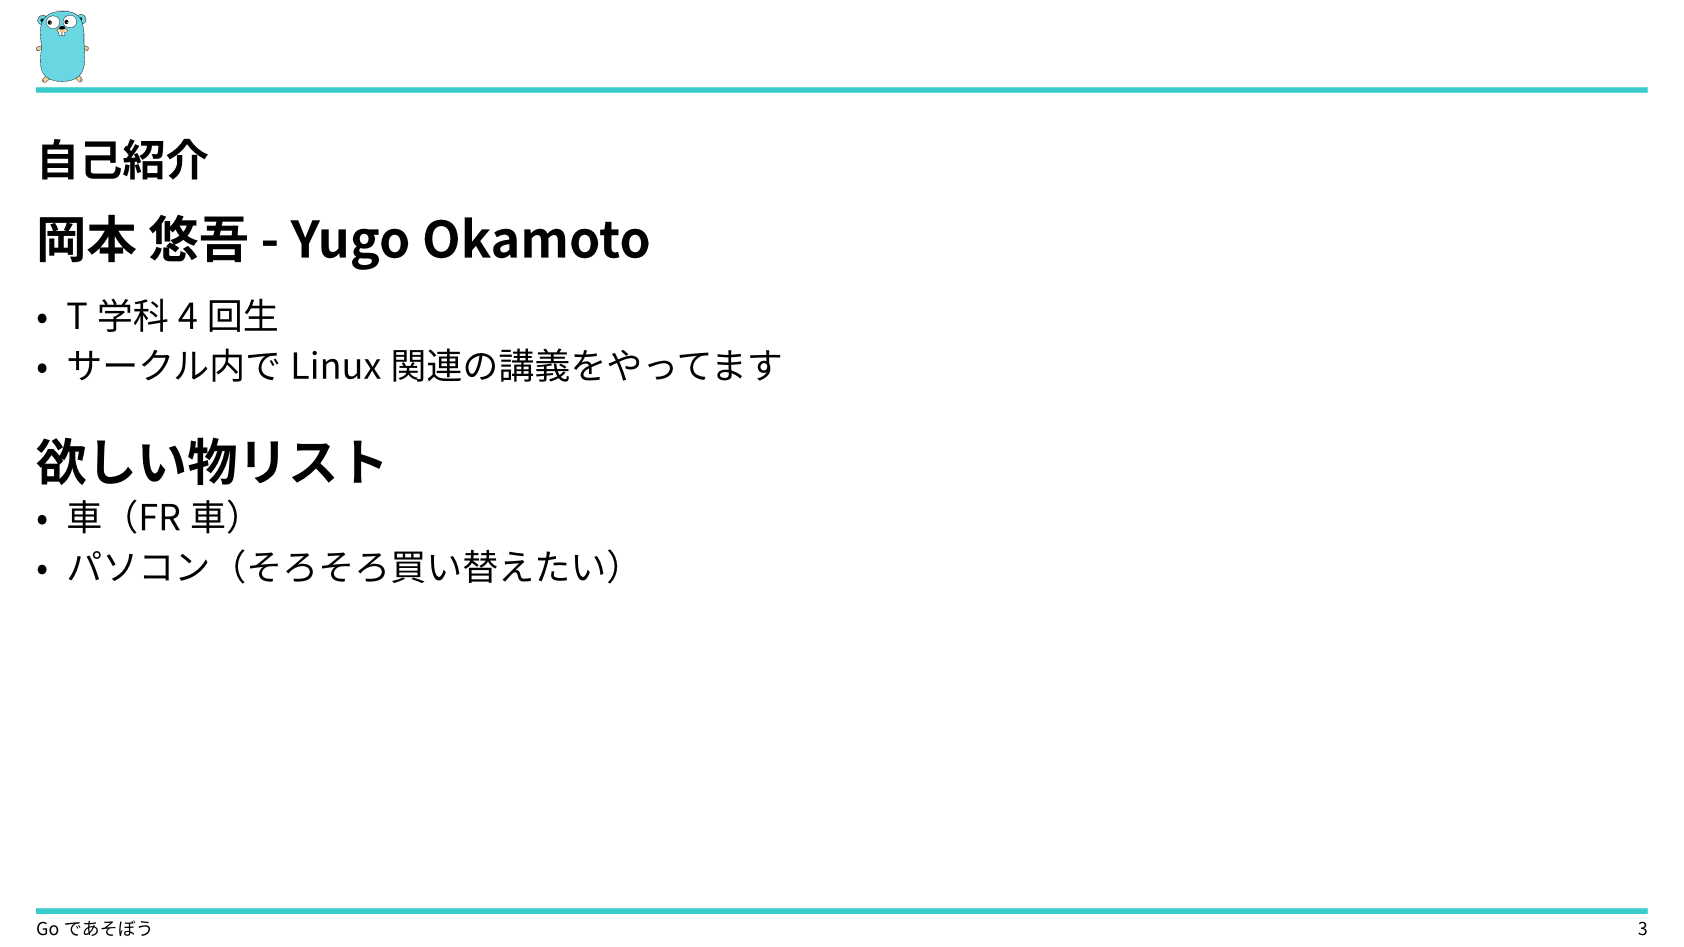 自己紹介
岡本 悠吾 - Yugo Okamoto
• T 学科 4 回生
• サークル内で Linux 関連の講義をやってます
欲しい物リスト
• 車（FR 車）
• パソコン（そろそろ買い替えたい）
Go であそぼう
3